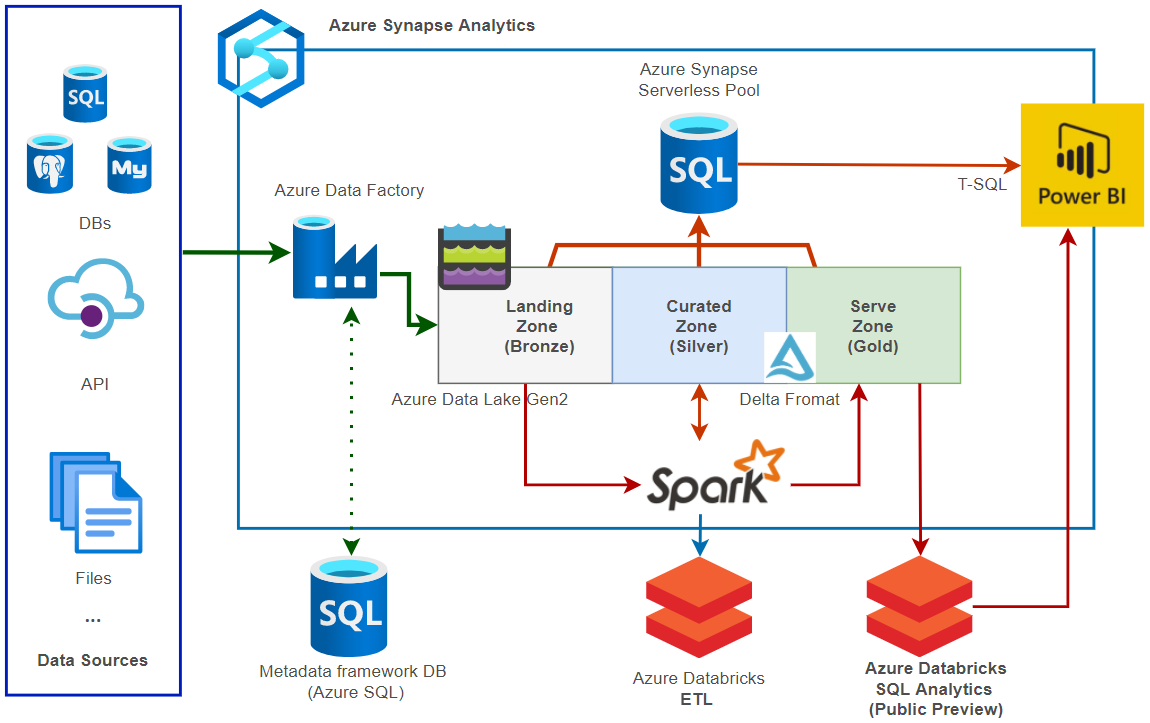 Azure Synapse Analytics
SQL
My
DBs
API
Files
...
Data Sources
Azure Data Factory
Azure Synapse
Serverless Pool
SQL
T-SQL
Power BI
Landing
Zone
(Bronze)
Curated
Zone
(Silver)
Serve
Zone
(Gold)
Azure Data Lake Gen2
Delta Fromat
Spark
SQL
Metadata framework DB
(Azure SQL)
Azure Databricks
ETL
Azure Databricks
SQL Analytics
(Public Preview)